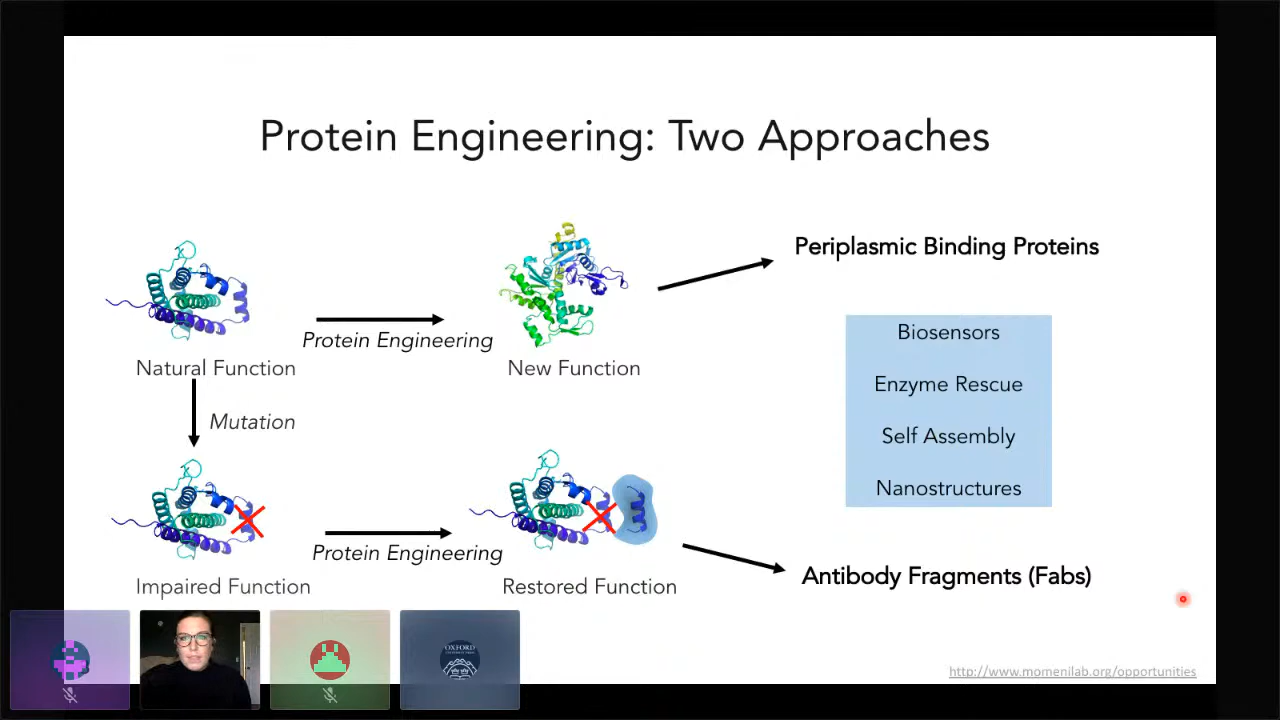 Protein Engineering: Two Approaches
Periplasmic Binding Proteins
Protein Engineering
Natural Function
New Function
Biosensors
Enzyme Rescue
Self Assembly
Nanostructures
Mutation
Protein Engineering
Impaired Function
Restored Function
Antibody Fragments (Fabs)
http://www.momenilab.org/opportunities
OXFORD